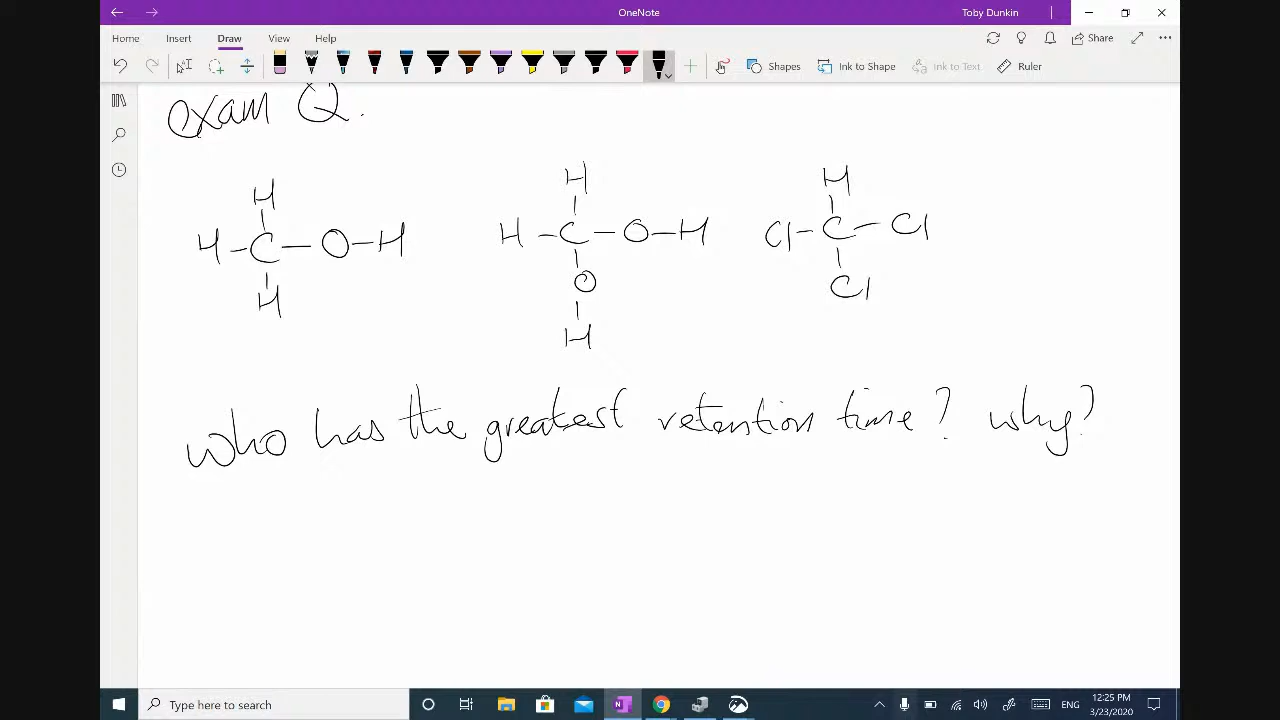 OneNote
Toby Dunkin
Home Insert Draw View Help
Share
Shapes Ink to Shape Ink to Text Ruler
exam Q.
H H H
H C O H H C O H Cl C Cl
H O Cl
H
who has the greatest retention time? why?
Type here to search
ENG
12:25 PM
3/23/2020